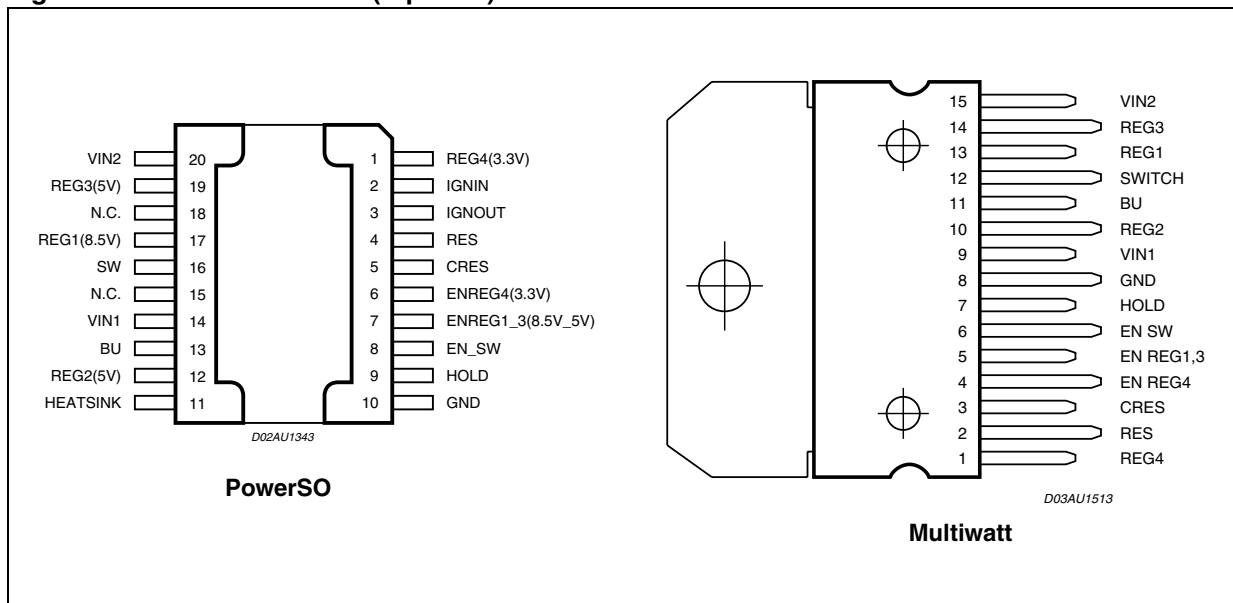 VIN2 20 1 REG4(3.3V)
REG3(5V) 19 2 IGNIN
N.C. 18 3 IGNOUT
REG1(8.5V) 17 4 RES
SW 16 5 CRES
N.C. 15 6 ENREG4(3.3V)
VIN1 14 7 ENREG1_3(8.5V_5V)
BU 13 8 EN_SW
REG2(5V) 12 9 HOLD
HEATSINK 11 10 GND
D02AU1343
PowerSO
15 VIN2
14 REG3
13 REG1
12 SWITCH
11 BU
10 REG2
9 VIN1
8 GND
7 HOLD
6 EN SW
5 EN REG1,3
4 EN REG4
3 CRES
2 RES
1 REG4
D03AU1513
Multiwatt